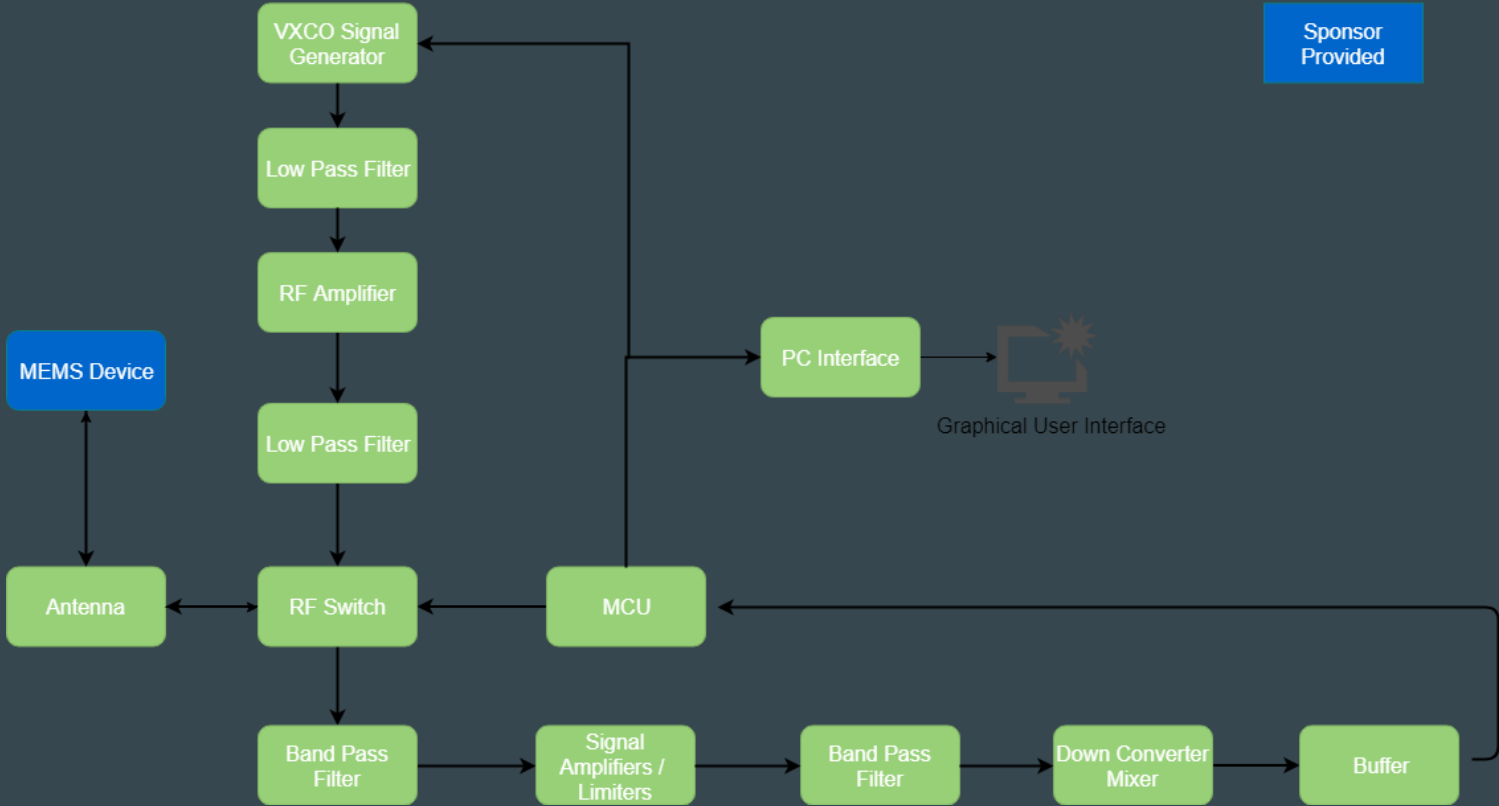 VXCO Signal
Generator
Sponsor
Provided
Low Pass Filter
RF Amplifier
MEMS Device
PC Interface
Graphical User Interface
Low Pass Filter
Antenna
RF Switch
MCU
Band Pass
Filter
Signal
Amplifiers /
Limiters
Band Pass
Filter
Down Converter
Mixer
Buffer